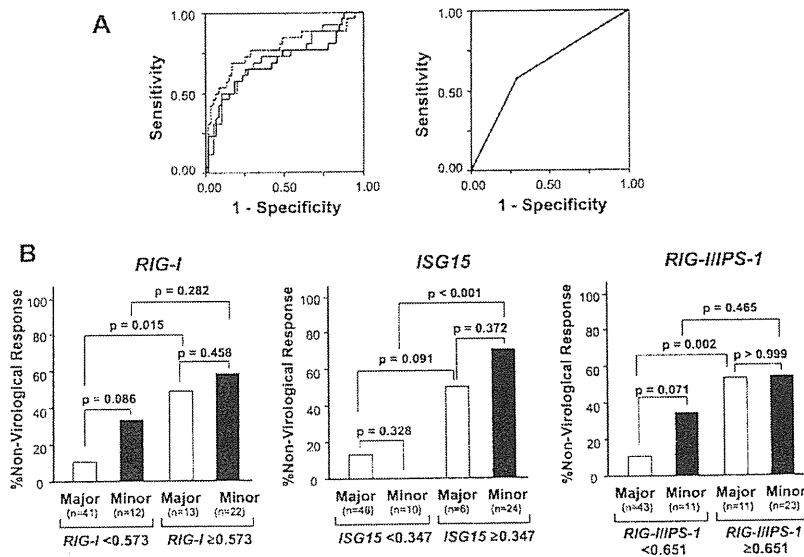 A
Sensitivity
1.00
0.50
0.00
0.00 0.50 1.00
1 - Specificity
Sensitivity
1.00
0.50
0.00
0.00 0.50 1.00
1 - Specificity
B
RIG-I
%Non-Virological Response
100
80
60
40
20
0
p = 0.282
p = 0.015
p = 0.458
p = 0.086
Major Minor Major Minor
(n=41) (n=12) (n=13) (n=22)
RIG-I <0.573 RIG-I ≥0.573
ISG15
%Non-Virological Response
100
80
60
40
20
0
p < 0.001
p = 0.372
p = 0.091
p = 0.328
Major Minor Major Minor
(n=48) (n=10) (n=6) (n=24)
ISG15 <0.347 ISG15 ≥0.347
RIG-I/IPS-1
%Non-Virological Response
100
80
60
40
20
0
p = 0.465
p = 0.002
p > 0.999
p = 0.071
Major Minor Major Minor
(n=43) (n=11) (n=11) (n=23)
RIG-I/IPS-1 RIG-I/IPS-1
<0.651 ≥0.651